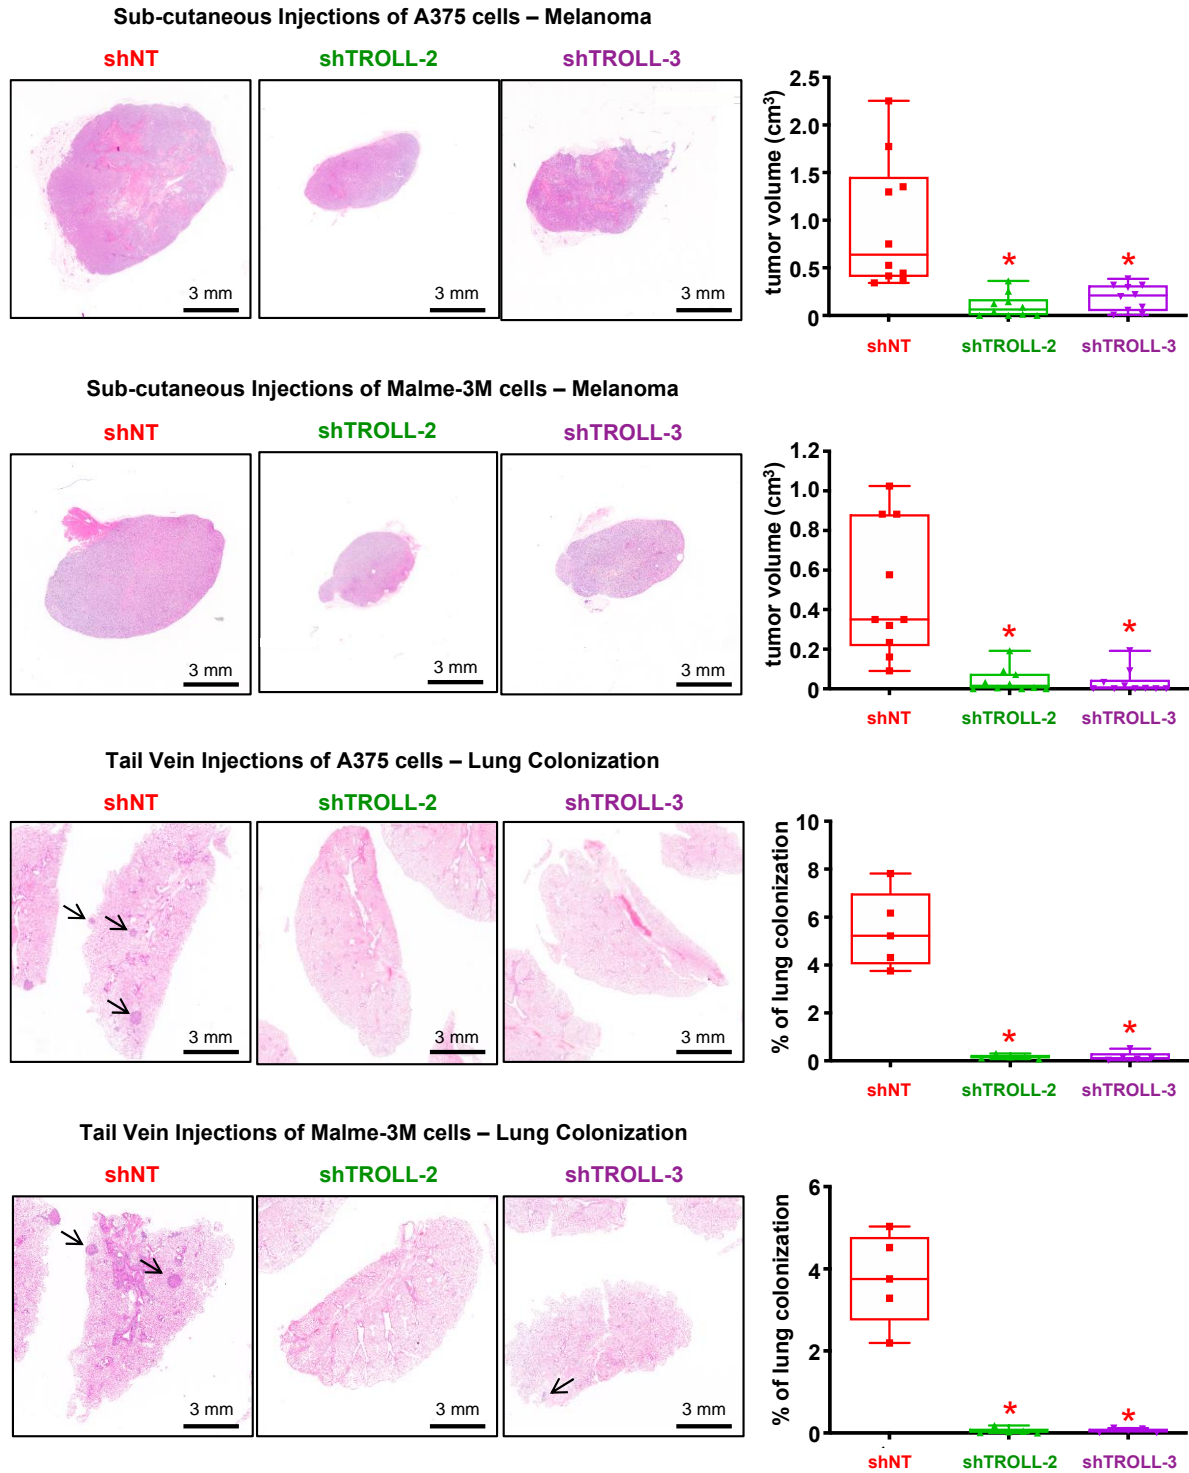 Sub-cutaneous Injections of A375 cells – Melanoma
shNT shTROLL-2 shTROLL-3
3 mm 3 mm 3 mm
tumor volume (cm³)
2.5
2.0
1.5
1.0
0.5
0
* *
shNT shTROLL-2 shTROLL-3
Sub-cutaneous Injections of Malme-3M cells – Melanoma
shNT shTROLL-2 shTROLL-3
3 mm 3 mm 3 mm
tumor volume (cm³)
1.2
1.0
0.8
0.6
0.4
0.2
0
* *
shNT shTROLL-2 shTROLL-3
Tail Vein Injections of A375 cells – Lung Colonization
shNT shTROLL-2 shTROLL-3
3 mm 3 mm 3 mm
% of lung colonization
10
8
6
4
2
0
* *
shNT shTROLL-2 shTROLL-3
Tail Vein Injections of Malme-3M cells – Lung Colonization
shNT shTROLL-2 shTROLL-3
3 mm 3 mm 3 mm
% of lung colonization
6
4
2
0
* *
shNT shTROLL-2 shTROLL-3